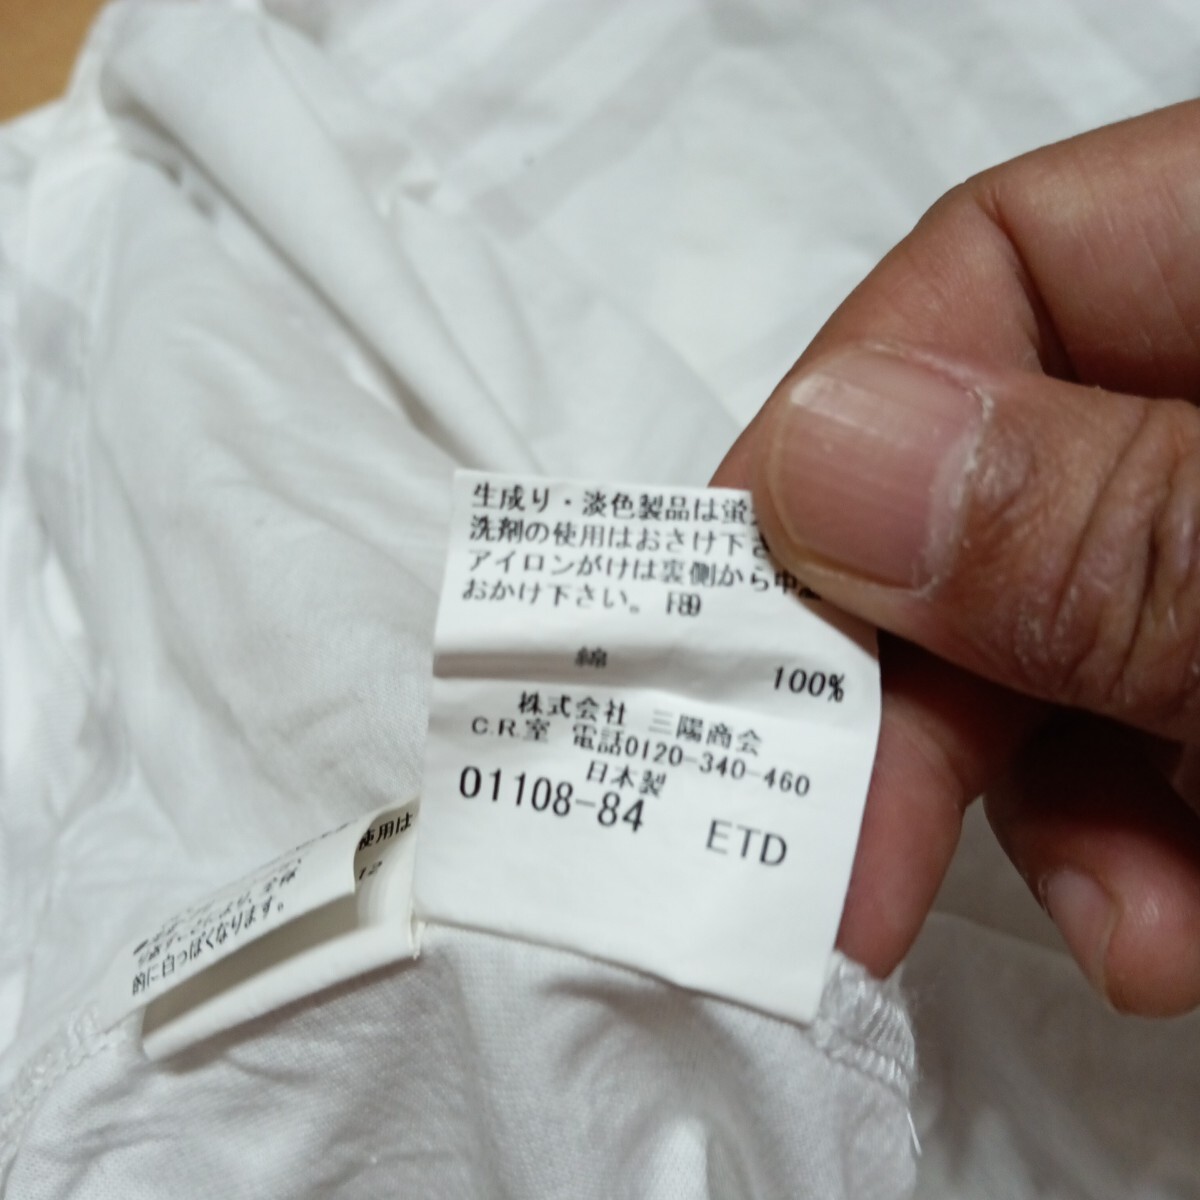 生成り・淡色製品は蛍
洗剤の使用はおさけ下さ
アイロンがけは裏側から中温
おかけ下さい。
綿 100%
株式会社 三陽商会
C.R.室 電話0120-340-460
日本製
01108-84 ETD
使用は
12
的に白っぽくなります。